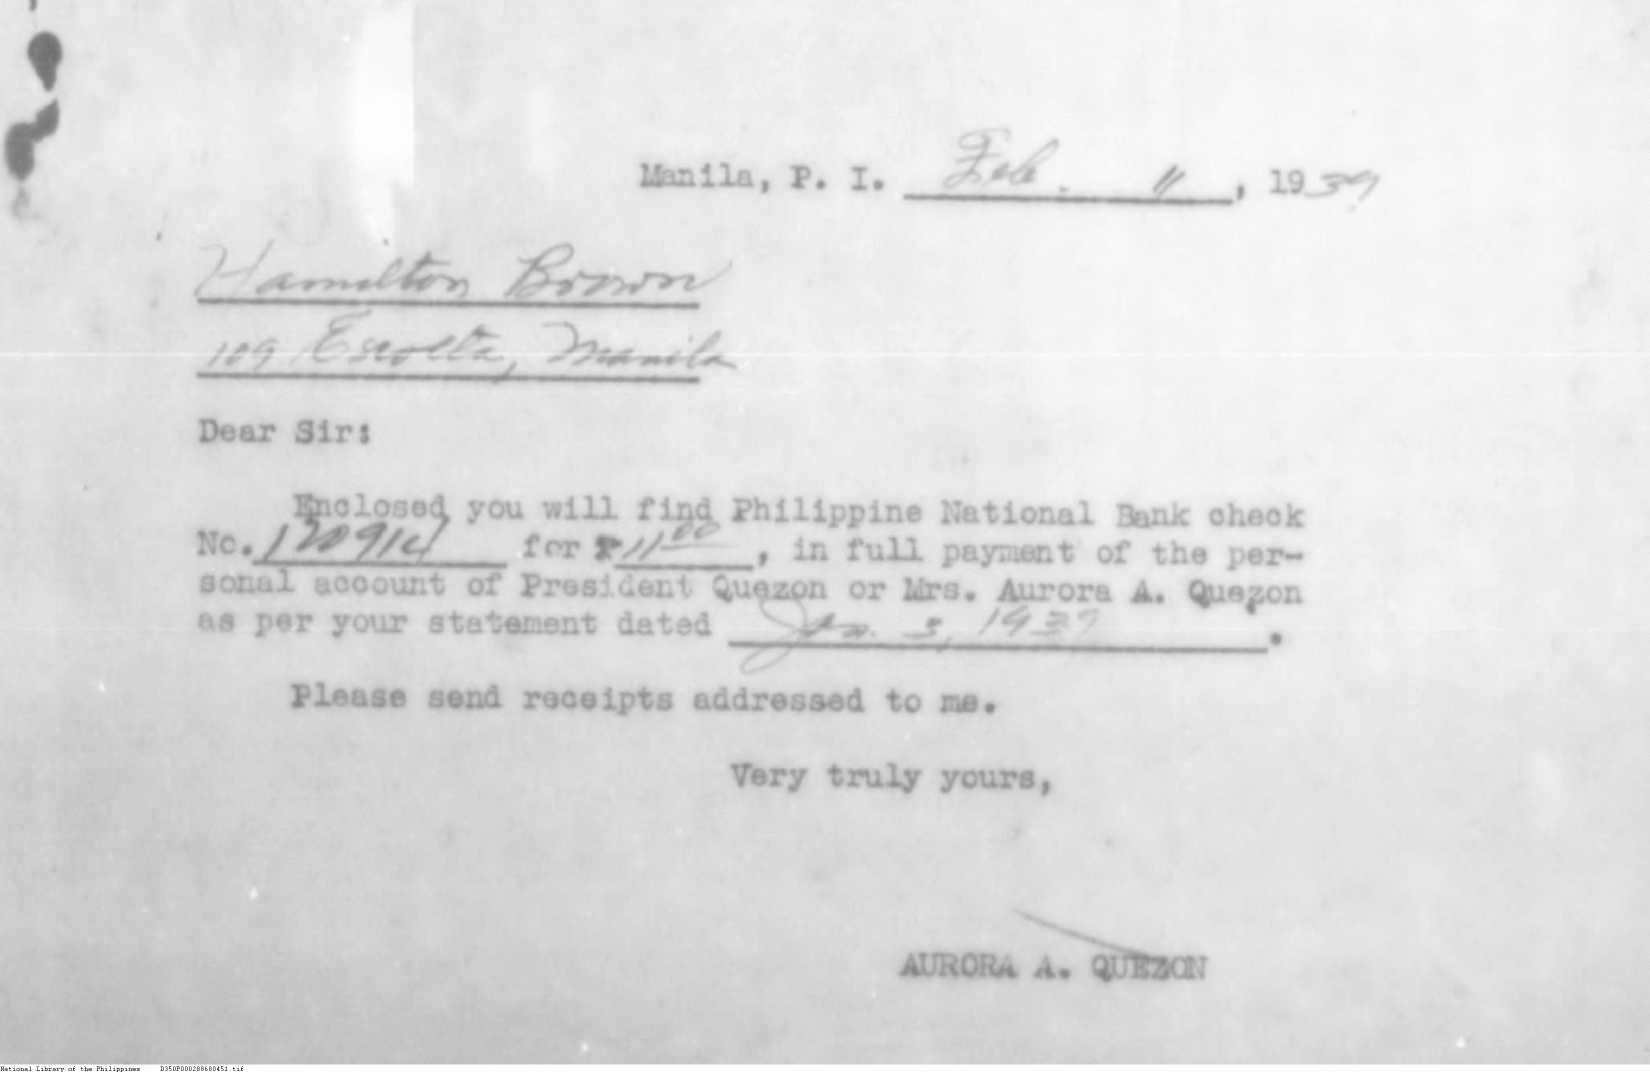 Manila, P. I. Feb. 11, 1939
Hamilton Brown
109 Escolta, Manila
Dear Sir:
Enclosed you will find Philippine National Bank check
No. 120914 for ₱11.00, in full payment of the per-
sonal account of President Quezon or Mrs. Aurora A. Quezon
as per your statement dated Jan. 3, 1939.
Please send receipts addressed to me.
Very truly yours,
AURORA A. QUEZON
National Library of the Philippines D350P000288680451.tif